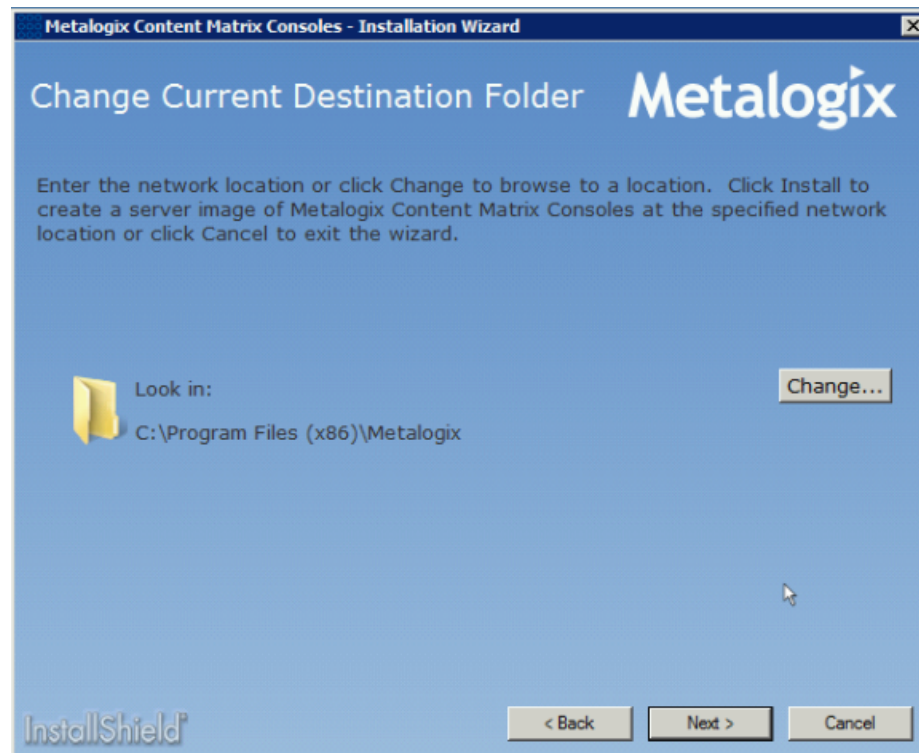 Metalogix Content Matrix Consoles - Installation Wizard
Change Current Destination Folder
Metalogix
Enter the network location or click Change to browse to a location.  Click Install to
create a server image of Metalogix Content Matrix Consoles at the specified network
location or click Cancel to exit the wizard.
Look in:
Change...
C:\Program Files (x86)\Metalogix
InstallShield
< Back
Next >
Cancel